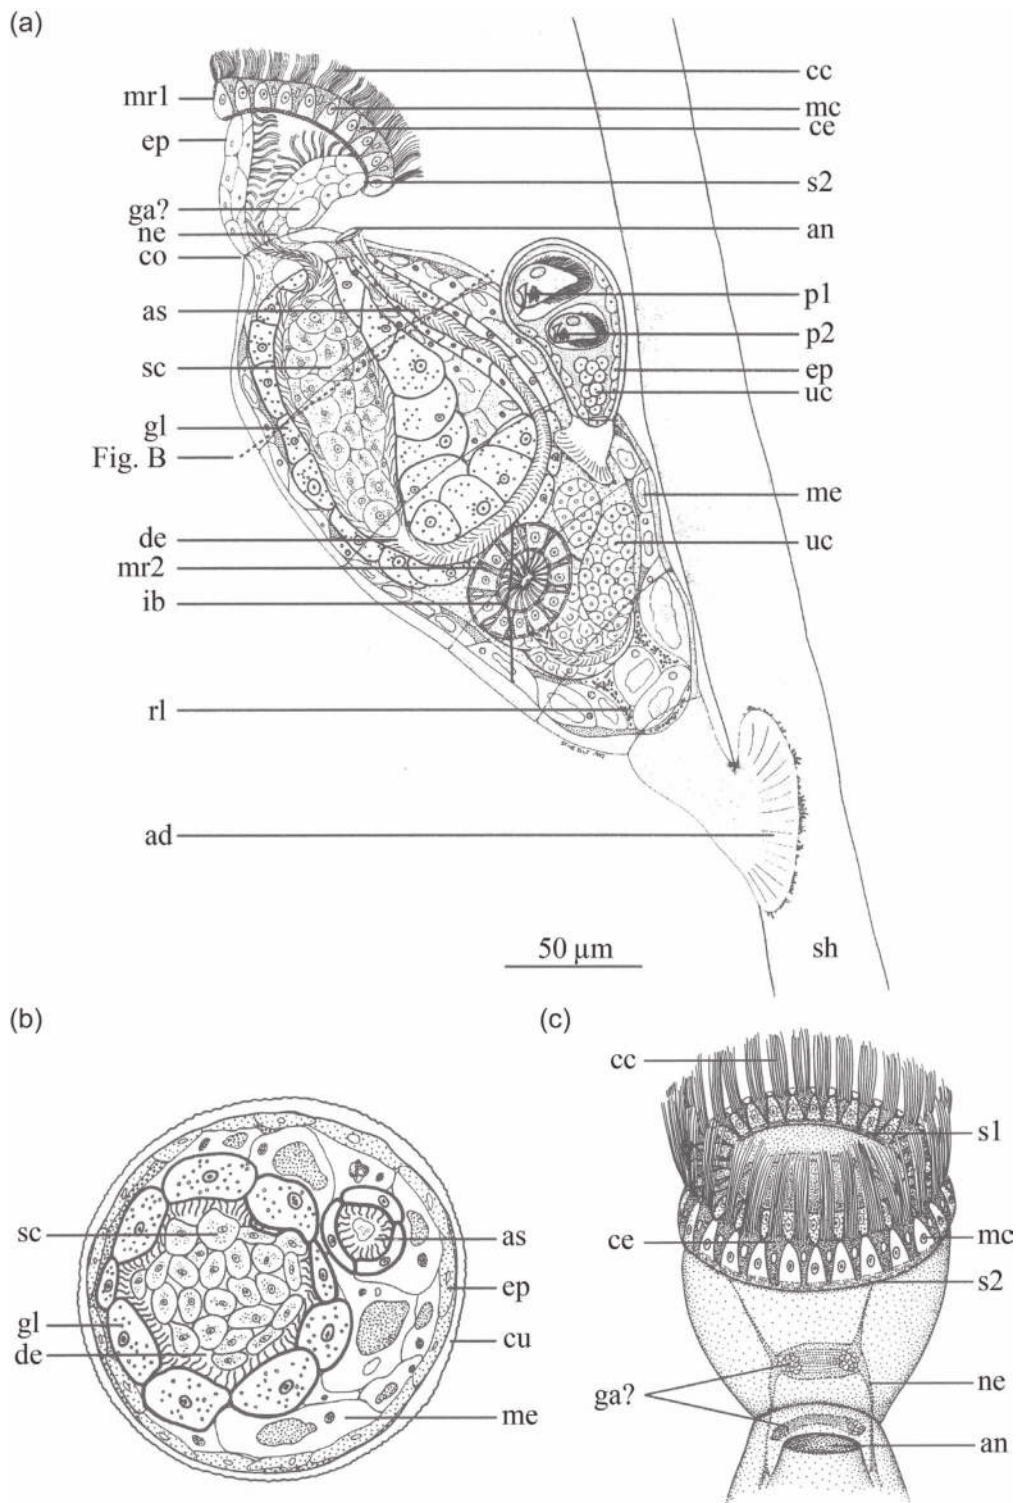 (a)
cc
mr1
mc
ce
ep
s2
ga?
ne
an
co
as
p1
p2
sc
ep
uc
gl
Fig. B
me
de
uc
mr2
ib
rl
ad
50 µm
sh
(b)
sc
as
ep
gl
cu
de
me
(c)
cc
s1
ce
mc
s2
ga?
ne
an